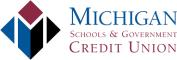 MICHIGAN
SCHOOLS & GOVERNMENT
CREDIT UNION